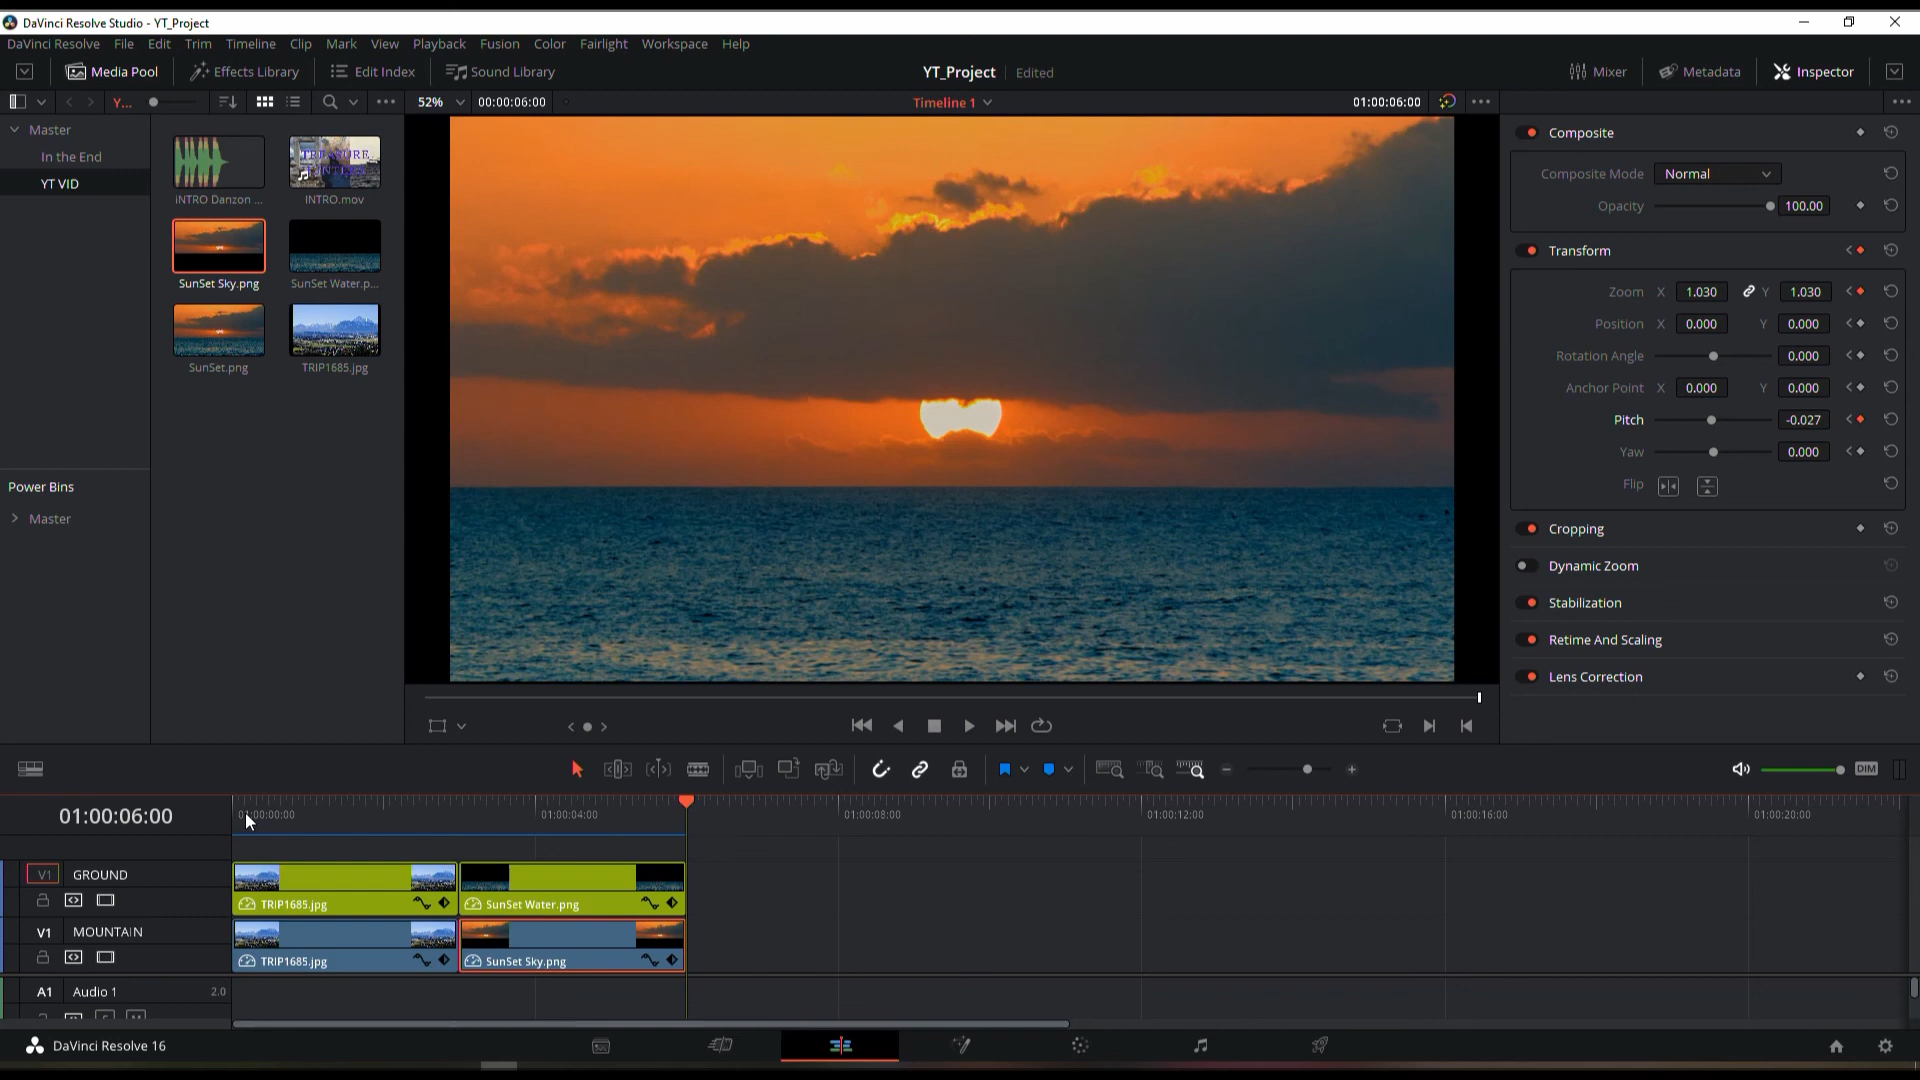 DaVinci Resolve Studio - YT_Project
DaVinci Resolve File Edit Trim Timeline Clip Mark View Playback Fusion Color Fairlight Workspace Help
Media Pool Effects Library Edit Index Sound Library YT_Project Edited Mixer Metadata Inspector
Y... 52% 00:00:06:00 Timeline 1 01:00:06:00
Master
In the End
YT VID
Power Bins
Master
iNTRO Danzon ... INTRO.mov
SunSet Sky.png SunSet Water.p...
SunSet.png TRIP1685.jpg
Composite
Composite Mode Normal
Opacity 100.00
Transform
Zoom X 1.030 Y 1.030
Position X 0.000 Y 0.000
Rotation Angle 0.000
Anchor Point X 0.000 Y 0.000
Pitch -0.027
Yaw 0.000
Flip
Cropping
Dynamic Zoom
Stabilization
Retime And Scaling
Lens Correction
DIM
01:00:06:00 01:00:04:00 01:00:08:00 01:00:12:00 01:00:16:00 01:00:20:00
V1 GROUND
TRIP1685.jpg SunSet Water.png
V1 MOUNTAIN
TRIP1685.jpg SunSet Sky.png
A1 Audio 1 2.0
DaVinci Resolve 16